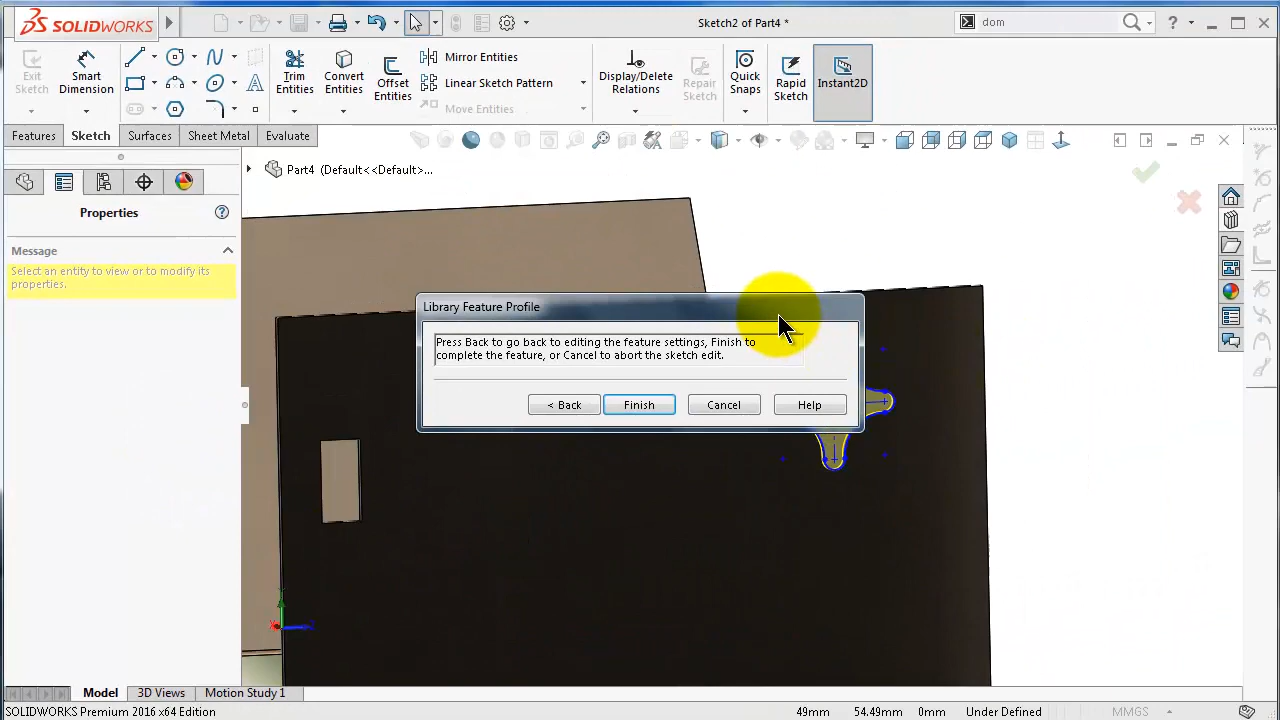 SOLIDWORKS
Sketch2 of Part4 *
dom
Exit Sketch
Smart Dimension
Trim Entities
Convert Entities
Offset Entities
Mirror Entities
Linear Sketch Pattern
Move Entities
Display/Delete Relations
Repair Sketch
Quick Snaps
Rapid Sketch
Instant2D
Features
Sketch
Surfaces
Sheet Metal
Evaluate
Part4 (Default<<Default>...
Properties
Message
Select an entity to view or to modify its
properties.
Library Feature Profile
Press Back to go back to editing the feature settings, Finish to
complete the feature, or Cancel to abort the sketch edit.
< Back
Finish
Cancel
Help
Model
3D Views
Motion Study 1
SOLIDWORKS Premium 2016 x64 Edition
49mm
54.49mm
0mm
Under Defined
MMGS